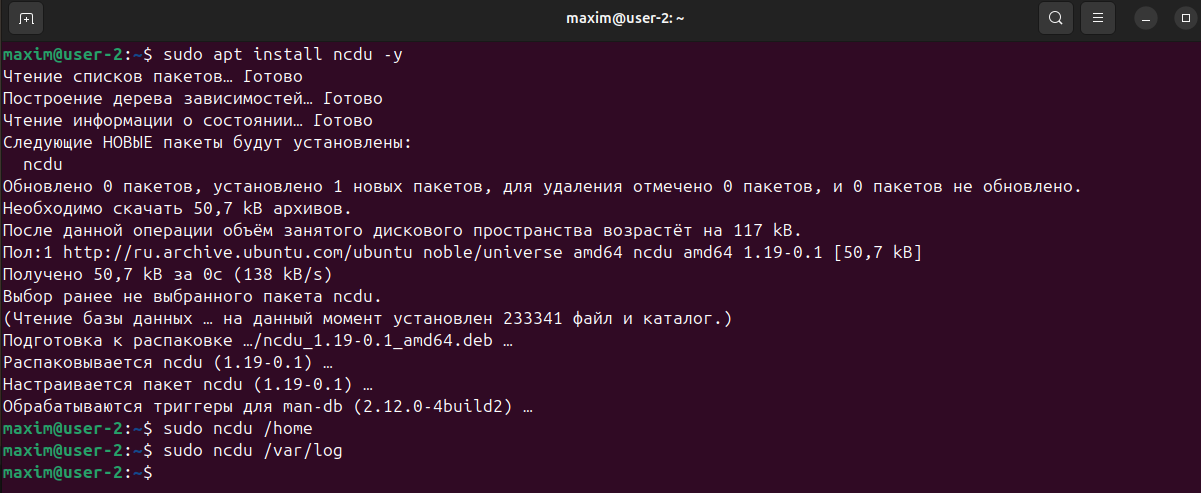 maxim@user-2: ~
maxim@user-2:~$ sudo apt install ncdu -y
Чтение списков пакетов… Готово
Построение дерева зависимостей… Готово
Чтение информации о состоянии… Готово
Следующие НОВЫЕ пакеты будут установлены:
  ncdu
Обновлено 0 пакетов, установлено 1 новых пакетов, для удаления отмечено 0 пакетов, и 0 пакетов не обновлено.
Необходимо скачать 50,7 kB архивов.
После данной операции объём занятого дискового пространства возрастёт на 117 kB.
Пол:1 http://ru.archive.ubuntu.com/ubuntu noble/universe amd64 ncdu amd64 1.19-0.1 [50,7 kB]
Получено 50,7 kB за 0с (138 kB/s)
Выбор ранее не выбранного пакета ncdu.
(Чтение базы данных … на данный момент установлен 233341 файл и каталог.)
Подготовка к распаковке …/ncdu_1.19-0.1_amd64.deb …
Распаковывается ncdu (1.19-0.1) …
Настраивается пакет ncdu (1.19-0.1) …
Обрабатываются триггеры для man-db (2.12.0-4build2) …
maxim@user-2:~$ sudo ncdu /home
maxim@user-2:~$ sudo ncdu /var/log
maxim@user-2:~$